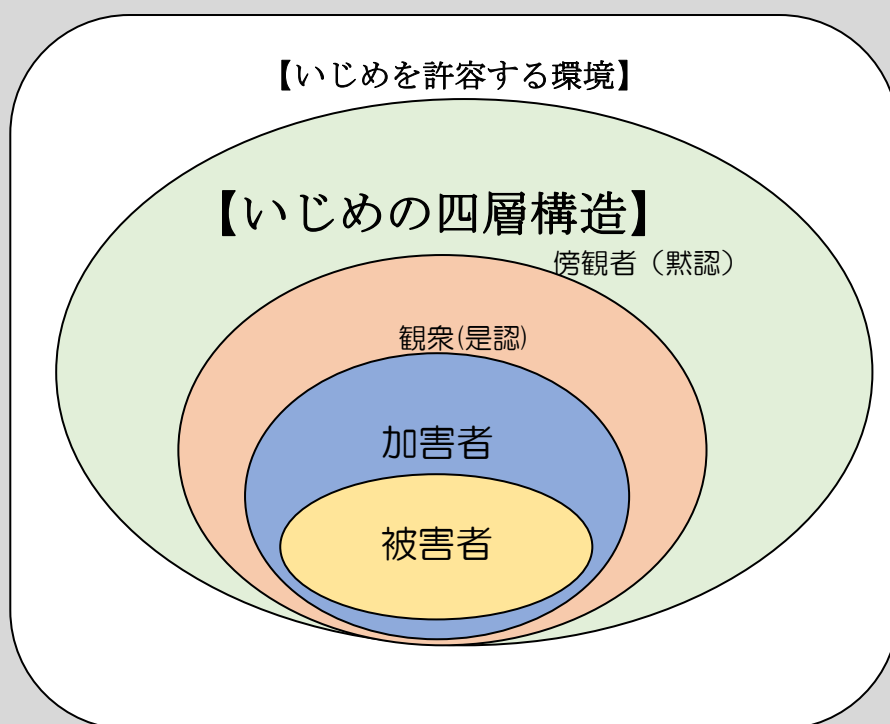 【いじめを許容する環境】
【いじめの四層構造】
傍観者（黙認）
観衆(是認)
加害者
被害者